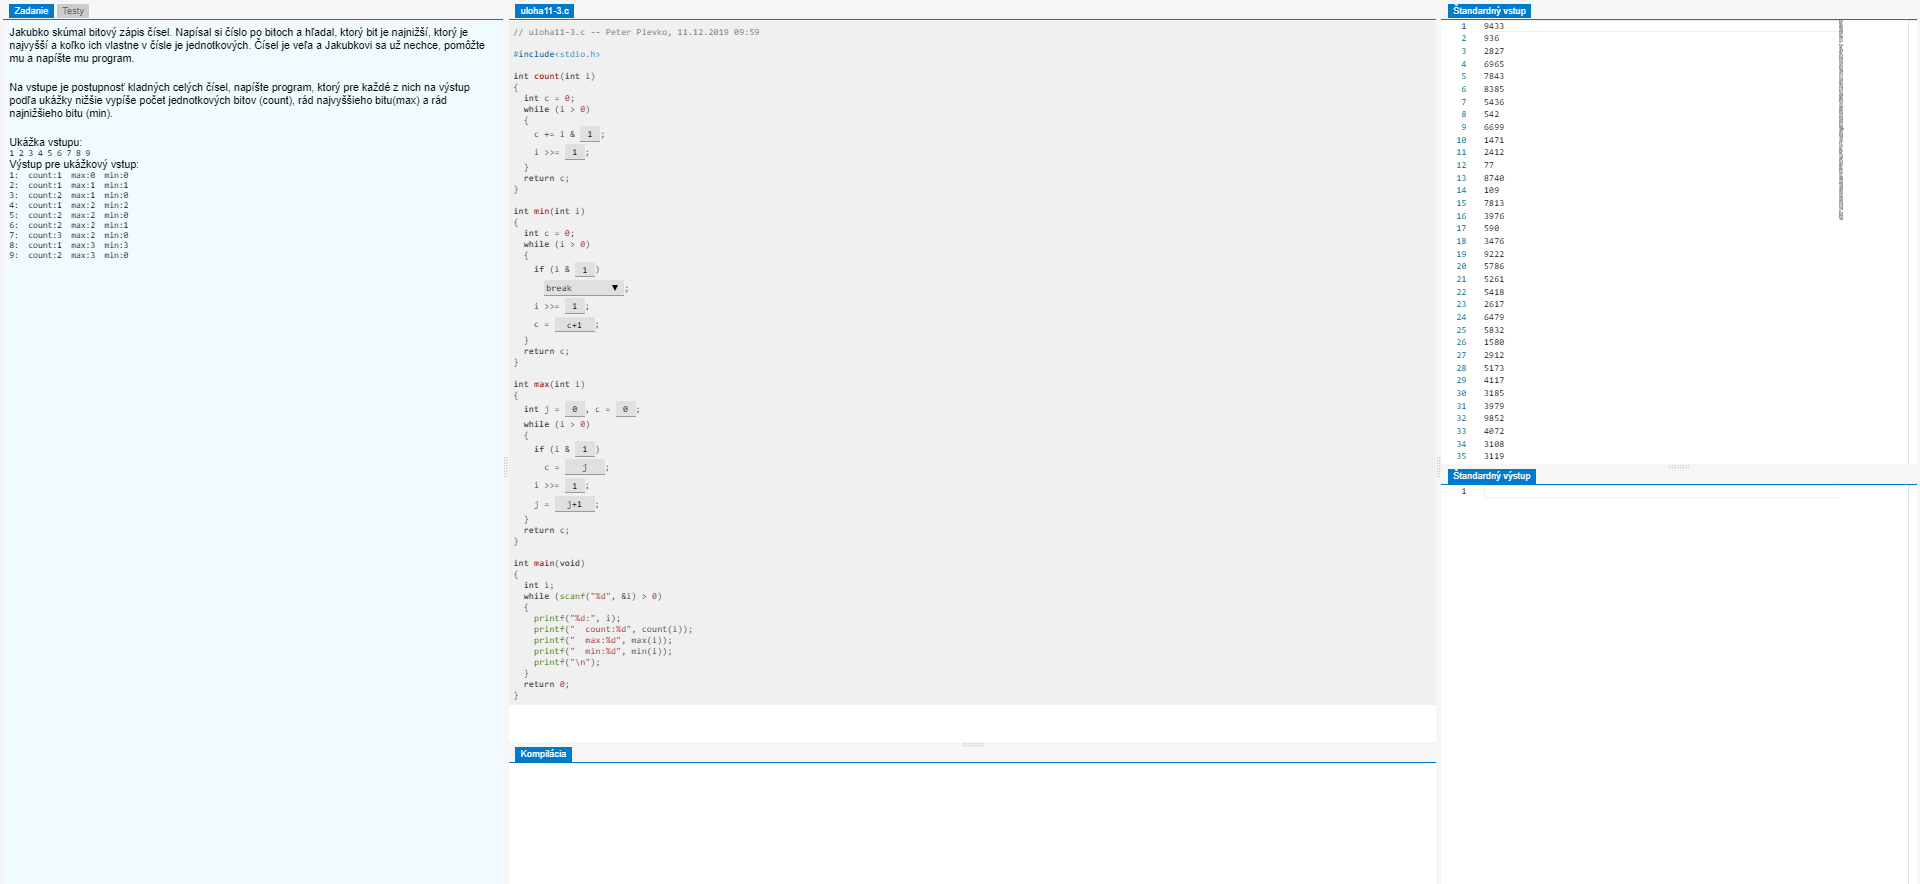 Zadanie Testy
Jakubko skúmal bitový zápis čísel. Napísal si číslo po bitoch a hľadal, ktorý bit je najnižší, ktorý je
najvyšší a koľko ich vlastne v čísle je jednotkových. Čísel je veľa a Jakubkovi sa už nechce, pomôžte
mu a napíšte mu program.
Na vstupe je postupnosť kladných celých čísel, napíšte program, ktorý pre každé z nich na výstup
podľa ukážky nižšie vypíše počet jednotkových bitov (count), rád najvyššieho bitu(max) a rád
najnižšieho bitu (min).
Ukážka vstupu:
1 2 3 4 5 6 7 8 9
Výstup pre ukážkový vstup:
1:  count:1  max:0  min:0
2:  count:1  max:1  min:1
3:  count:2  max:1  min:0
4:  count:1  max:2  min:2
5:  count:2  max:2  min:0
6:  count:2  max:2  min:1
7:  count:3  max:2  min:0
8:  count:1  max:3  min:3
9:  count:2  max:3  min:0
uloha11-3.c
// uloha11-3.c -- Peter Plevko, 11.12.2019 09:59
#include<stdio.h>
int count(int i)
{
int c = 0;
while (i > 0)
{
c += i & 1 ;
i >>= 1 ;
}
return c;
}
int min(int i)
{
int c = 0;
while (i > 0)
{
if (i & 1 )
break ▼ ;
i >>= 1 ;
c = c+1 ;
}
return c;
}
int max(int i)
{
int j = 0 , c = 0 ;
while (i > 0)
{
if (i & 1 )
c = j ;
i >>= 1 ;
j = j+1 ;
}
return c;
}
int main(void)
{
int i;
while (scanf("%d", &i) > 0)
{
printf("%d:", i);
printf("  count:%d", count(i));
printf("  max:%d", max(i));
printf("  min:%d", min(i));
printf("\n");
}
return 0;
}
Kompilácia
Štandardný vstup
1 9433
2 936
3 2827
4 6965
5 7843
6 8385
7 5436
8 542
9 6699
10 1471
11 2412
12 77
13 8740
14 109
15 7813
16 3976
17 590
18 3476
19 9222
20 5786
21 5261
22 5418
23 2617
24 6479
25 5832
26 1580
27 2912
28 5173
29 4117
30 3185
31 3979
32 9852
33 4072
34 3108
35 3119
Štandardný výstup
1